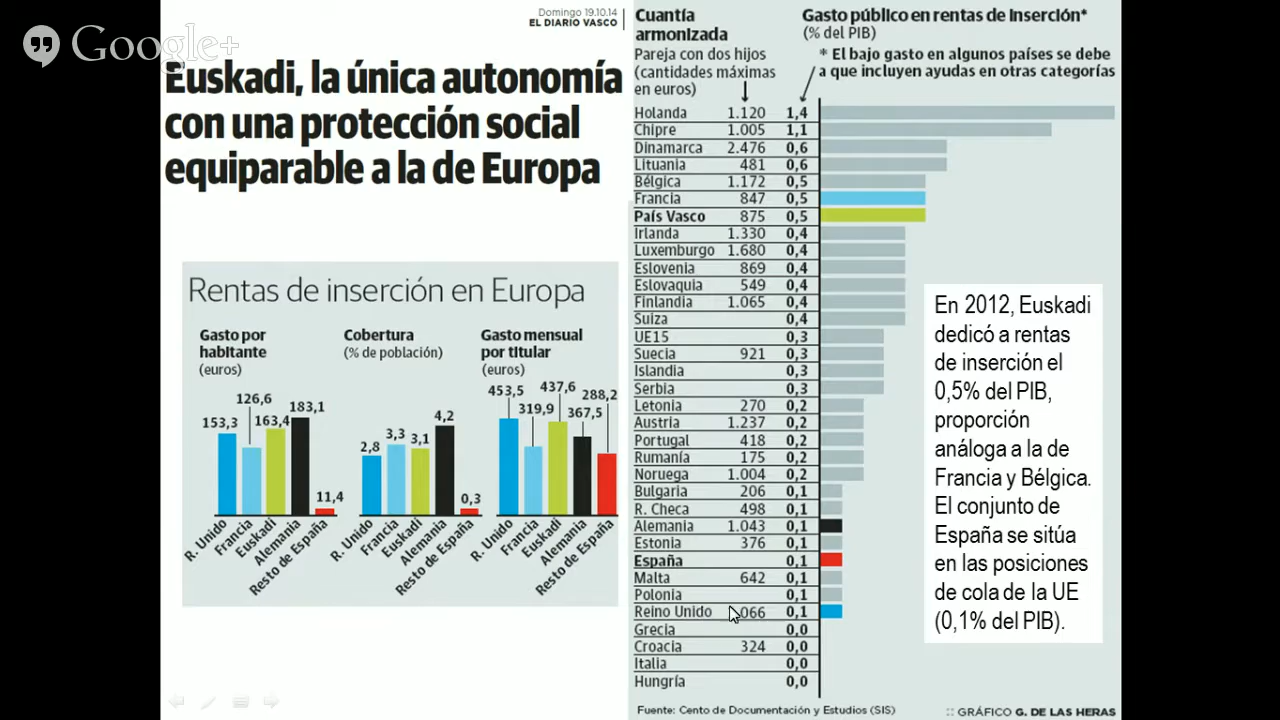 Google+
Domingo 19.10.14
EL DIARIO VASCO
Euskadi, la única autonomía
con una protección social
equiparable a la de Europa
Rentas de inserción en Europa
Gasto por
habitante
(euros)
153,3
126,6
163,4
183,1
11,4
R. Unido
Francia
Euskadi
Alemania
Resto de España
Cobertura
(% de población)
2,8
3,3
3,1
4,2
0,3
R. Unido
Francia
Euskadi
Alemania
Resto de España
Gasto mensual
por titular
(euros)
453,5
319,9
437,6
367,5
288,2
R. Unido
Francia
Euskadi
Alemania
Resto de España
Cuantía
armonizada
Pareja con dos hijos
(cantidades máximas
en euros)
Gasto público en rentas de inserción*
(% del PIB)
* El bajo gasto en algunos países se debe
a que incluyen ayudas en otras categorías
Holanda 1.120 1,4
Chipre 1.005 1,1
Dinamarca 2.476 0,6
Lituania 481 0,6
Bélgica 1.172 0,5
Francia 847 0,5
País Vasco 875 0,5
Irlanda 1.330 0,4
Luxemburgo 1.680 0,4
Eslovenia 869 0,4
Eslovaquia 549 0,4
Finlandia 1.065 0,4
Suiza 0,4
UE15 0,3
Suecia 921 0,3
Islandia 0,3
Serbia 0,3
Letonia 270 0,2
Austria 1.237 0,2
Portugal 418 0,2
Rumanía 175 0,2
Noruega 1.004 0,2
Bulgaria 206 0,1
R. Checa 498 0,1
Alemania 1.043 0,1
Estonia 376 0,1
España 0,1
Malta 642 0,1
Polonia 0,1
Reino Unido 066 0,1
Grecia 0,0
Croacia 324 0,0
Italia 0,0
Hungría 0,0
En 2012, Euskadi
dedicó a rentas
de inserción el
0,5% del PIB,
proporción
análoga a la de
Francia y Bélgica.
El conjunto de
España se sitúa
en las posiciones
de cola de la UE
(0,1% del PIB).
Fuente: Cento de Documentación y Estudios (SIS)
:: GRÁFICO G. DE LAS HERAS